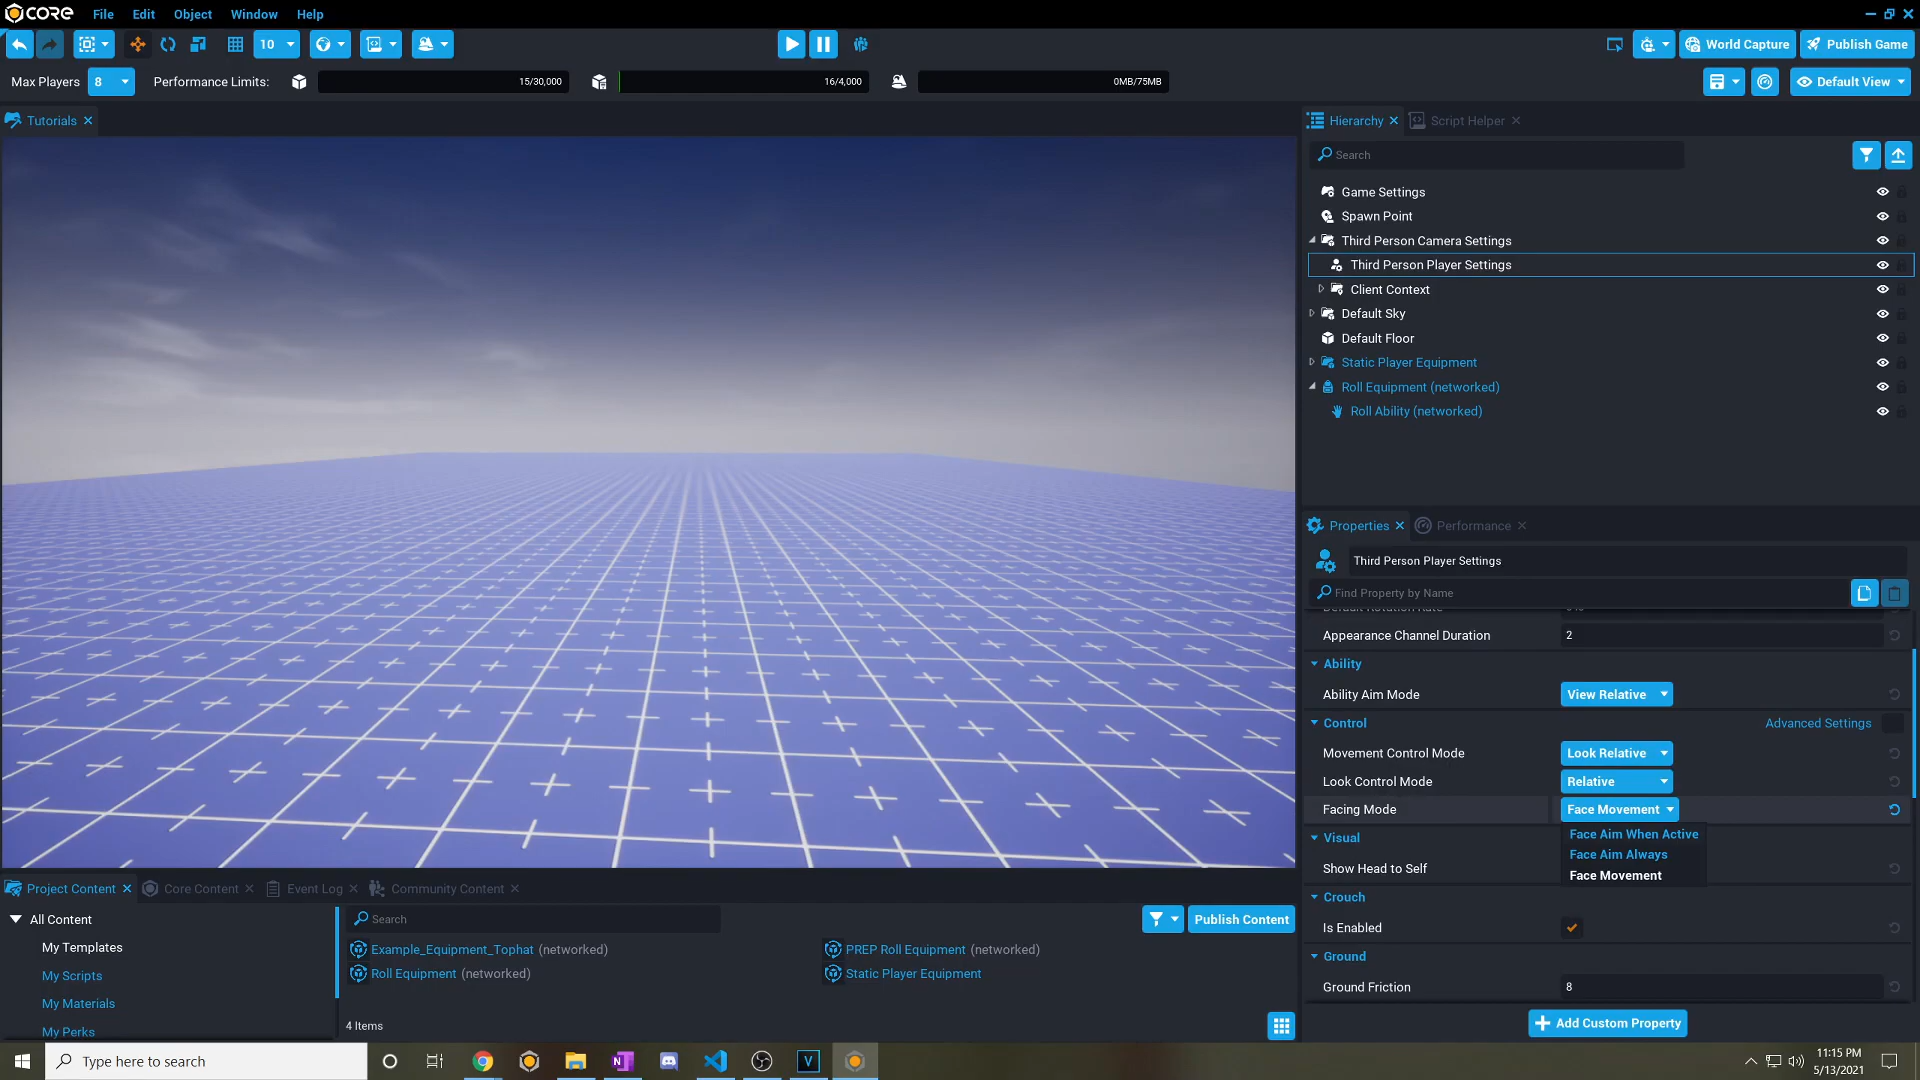 CORE File Edit Object Window Help
10 World Capture Publish Game
Max Players 8 Performance Limits: 15/30,000 16/4,000 0MB/75MB Default View
Tutorials
Hierarchy Script Helper
Search
Game Settings
Spawn Point
Third Person Camera Settings
Third Person Player Settings
Client Context
Default Sky
Default Floor
Static Player Equipment
Roll Equipment (networked)
Roll Ability (networked)
Properties Performance
Third Person Player Settings
Find Property by Name
Default Rotation Rate
Appearance Channel Duration 2
Ability
Ability Aim Mode View Relative
Control Advanced Settings
Movement Control Mode Look Relative
Look Control Mode Relative
Facing Mode Face Movement
Face Aim When Active
Face Aim Always
Face Movement
Visual
Show Head to Self
Crouch
Is Enabled
Ground
Ground Friction 8
Add Custom Property
Project Content Core Content Event Log Community Content
All Content
My Templates
My Scripts
My Materials
My Perks
Search Publish Content
Example_Equipment_Tophat (networked) PREP Roll Equipment (networked)
Roll Equipment (networked) Static Player Equipment
4 Items
Type here to search
11:15 PM
5/13/2021